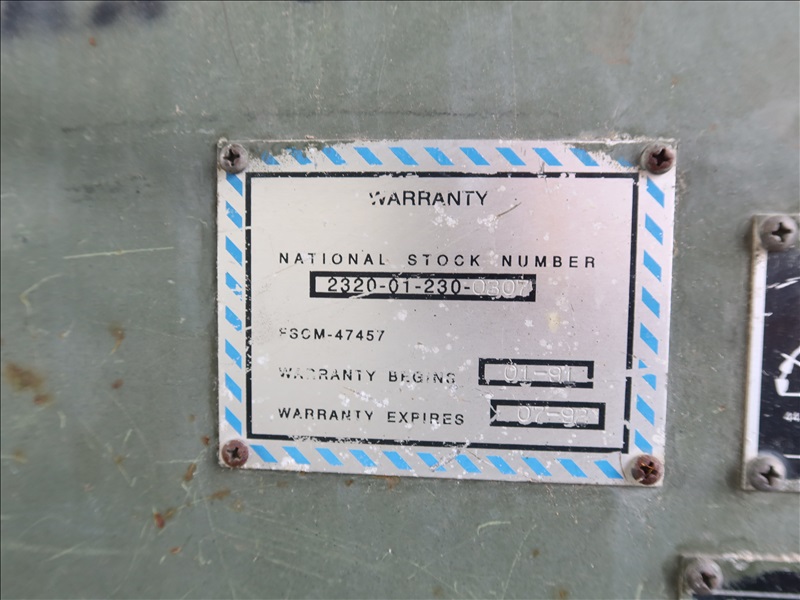 WARRANTY
NATIONAL STOCK NUMBER
2320-01-230-0307
FSCM-47457
WARRANTY BEGINS 01-91
WARRANTY EXPIRES 07-92